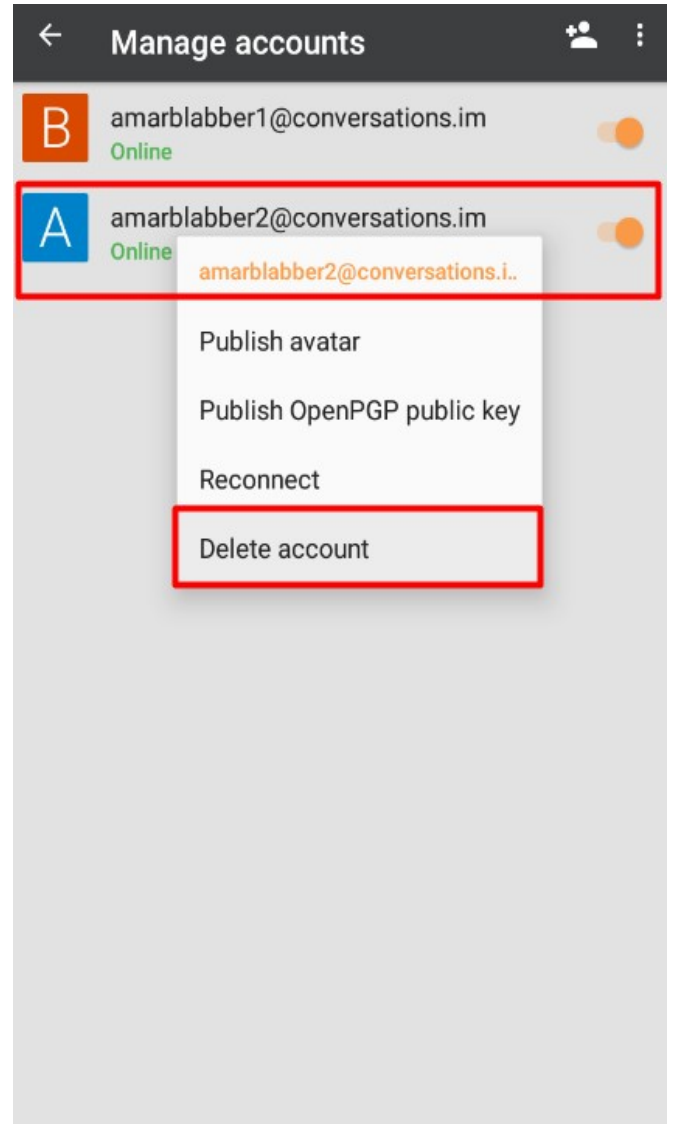 Manage accounts
B
amarblabber1@conversations.im
Online
A
amarblabber2@conversations.im
Online
amarblabber2@conversations.i..
Publish avatar
Publish OpenPGP public key
Reconnect
Delete account